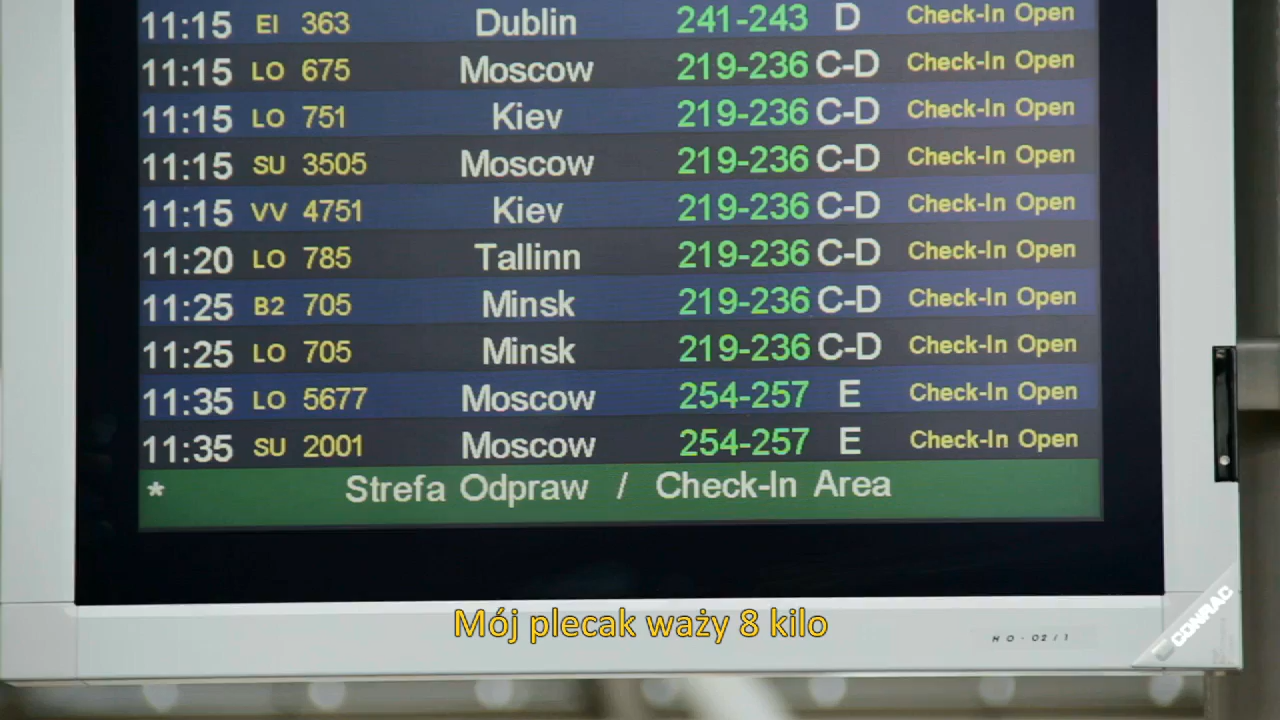 11:15 EI 363 Dublin 241-243 D Check-In Open
11:15 LO 675 Moscow 219-236 C-D Check-In Open
11:15 LO 751 Kiev 219-236 C-D Check-In Open
11:15 SU 3505 Moscow 219-236 C-D Check-In Open
11:15 VV 4751 Kiev 219-236 C-D Check-In Open
11:20 LO 785 Tallinn 219-236 C-D Check-In Open
11:25 B2 705 Minsk 219-236 C-D Check-In Open
11:25 LO 705 Minsk 219-236 C-D Check-In Open
11:35 LO 5677 Moscow 254-257 E Check-In Open
11:35 SU 2001 Moscow 254-257 E Check-In Open
* Strefa Odpraw / Check-In Area
Mój plecak waży 8 kilo
CONRAC